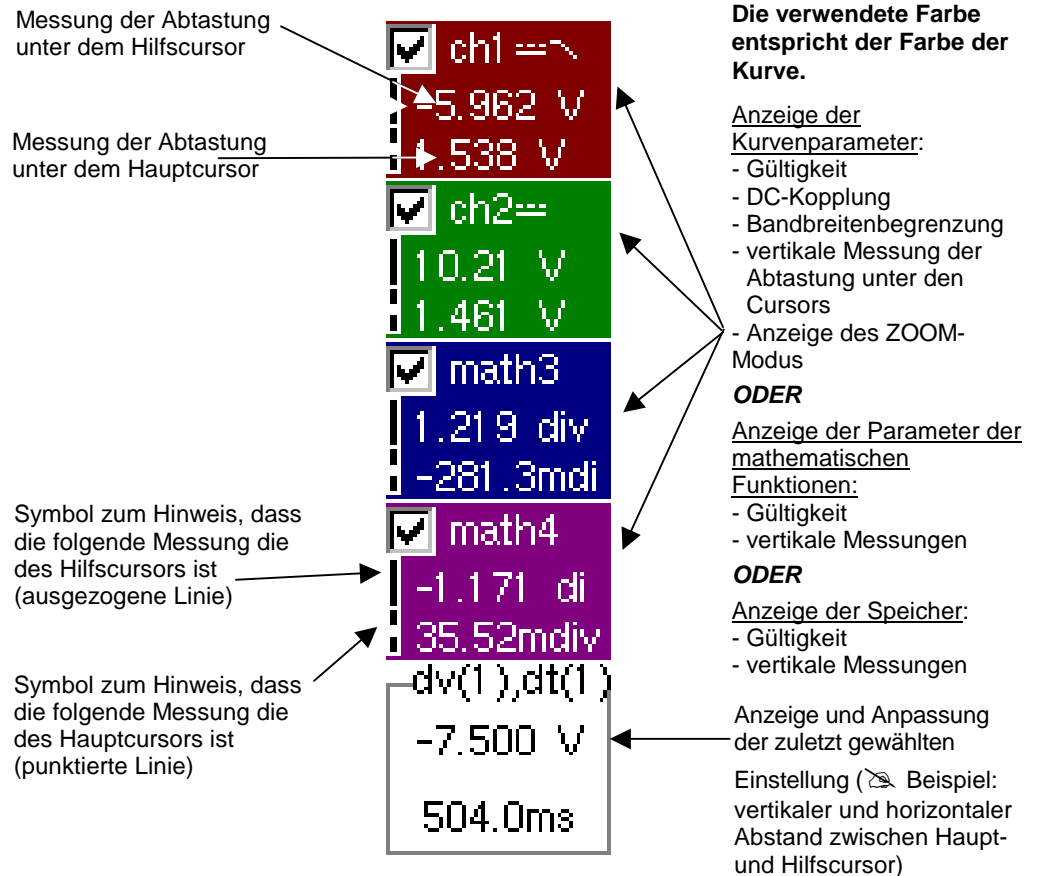 Messung der Abtastung
unter dem Hilfscursor
Messung der Abtastung
unter dem Hauptcursor
Symbol zum Hinweis, dass
die folgende Messung die
des Hilfscursors ist
(ausgezogene Linie)
Symbol zum Hinweis, dass
die folgende Messung die
des Hauptcursors ist
(punktierte Linie)
ch1
-5.962 V
1.538 V
ch2
10.21 V
1.461 V
math3
1.219 div
-281.3mdi
math4
-1.171 di
35.52mdiv
dv(1),dt(1)
-7.500 V
504.0ms
Die verwendete Farbe
entspricht der Farbe der
Kurve.
Anzeige der
Kurvenparameter:
- Gültigkeit
- DC-Kopplung
- Bandbreitenbegrenzung
- vertikale Messung der
Abtastung unter den
Cursors
- Anzeige des ZOOM-
Modus
ODER
Anzeige der Parameter der
mathematischen
Funktionen:
- Gültigkeit
- vertikale Messungen
ODER
Anzeige der Speicher:
- Gültigkeit
- vertikale Messungen
Anzeige und Anpassung
der zuletzt gewählten
Einstellung (✎ Beispiel:
vertikaler und horizontaler
Abstand zwischen Haupt-
und Hilfscursor)